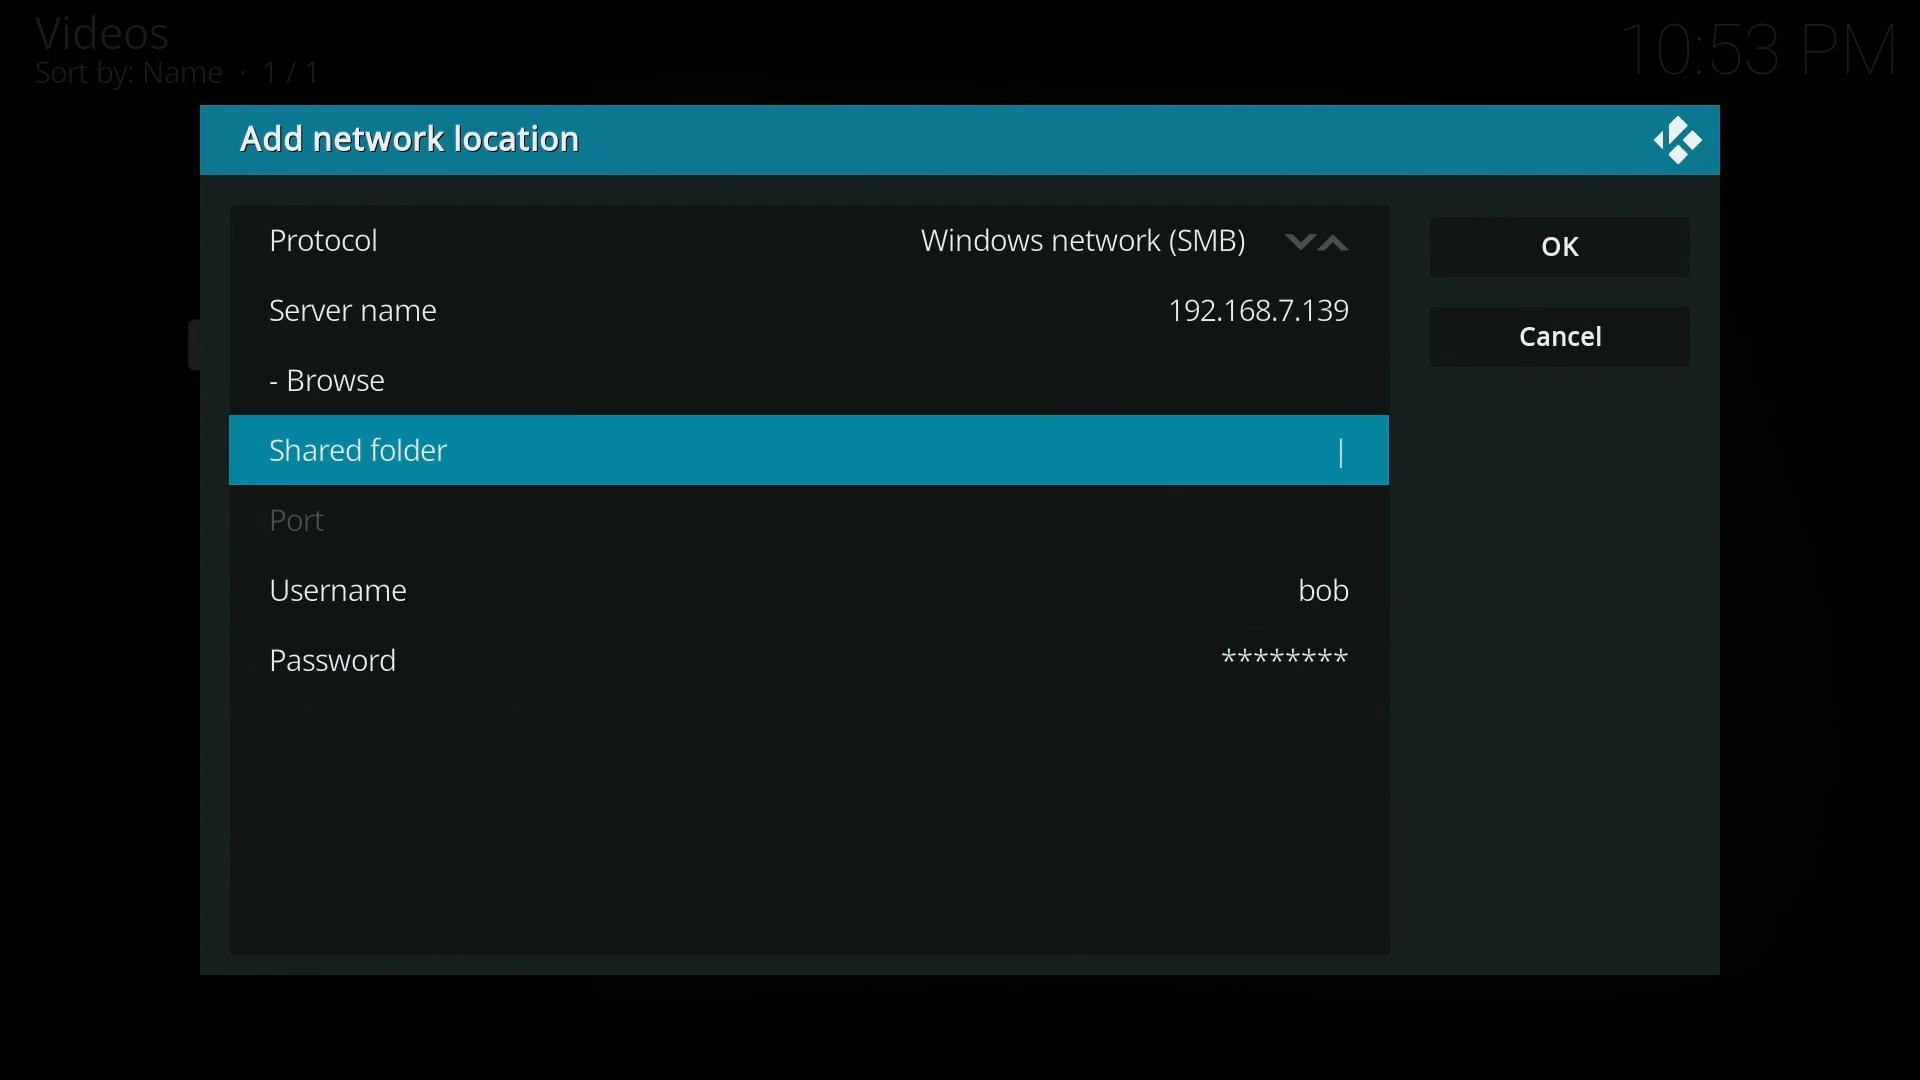 Videos
Sort by: Name · 1 / 1
10:53 PM
Add network location
Protocol Windows network (SMB)
OK
Server name 192.168.7.139
Cancel
- Browse
Shared folder
Port
Username bob
Password ********